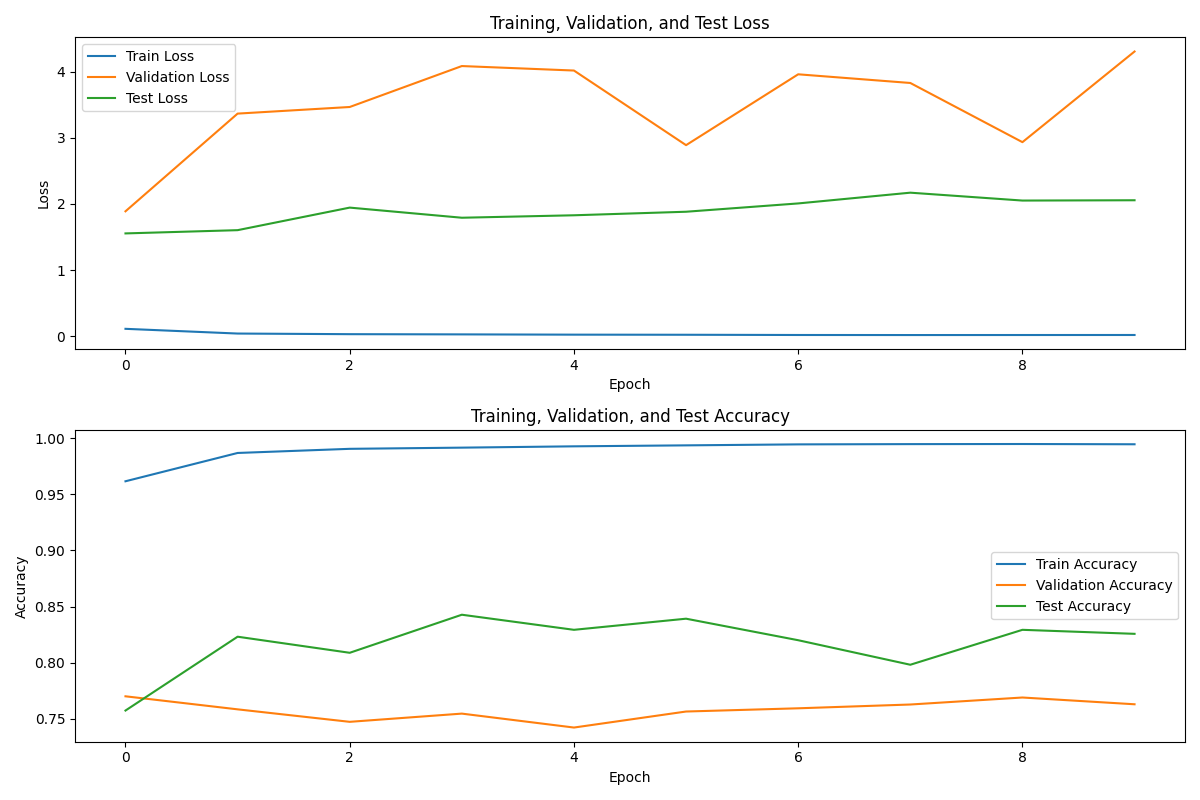 Training, Validation, and Test Loss
Train Loss
Validation Loss
Test Loss
4
3
2
1
0
Loss
0 2 4 6 8
Epoch
Training, Validation, and Test Accuracy
1.00
0.95
0.90
0.85
0.80
0.75
Accuracy
Train Accuracy
Validation Accuracy
Test Accuracy
0 2 4 6 8
Epoch